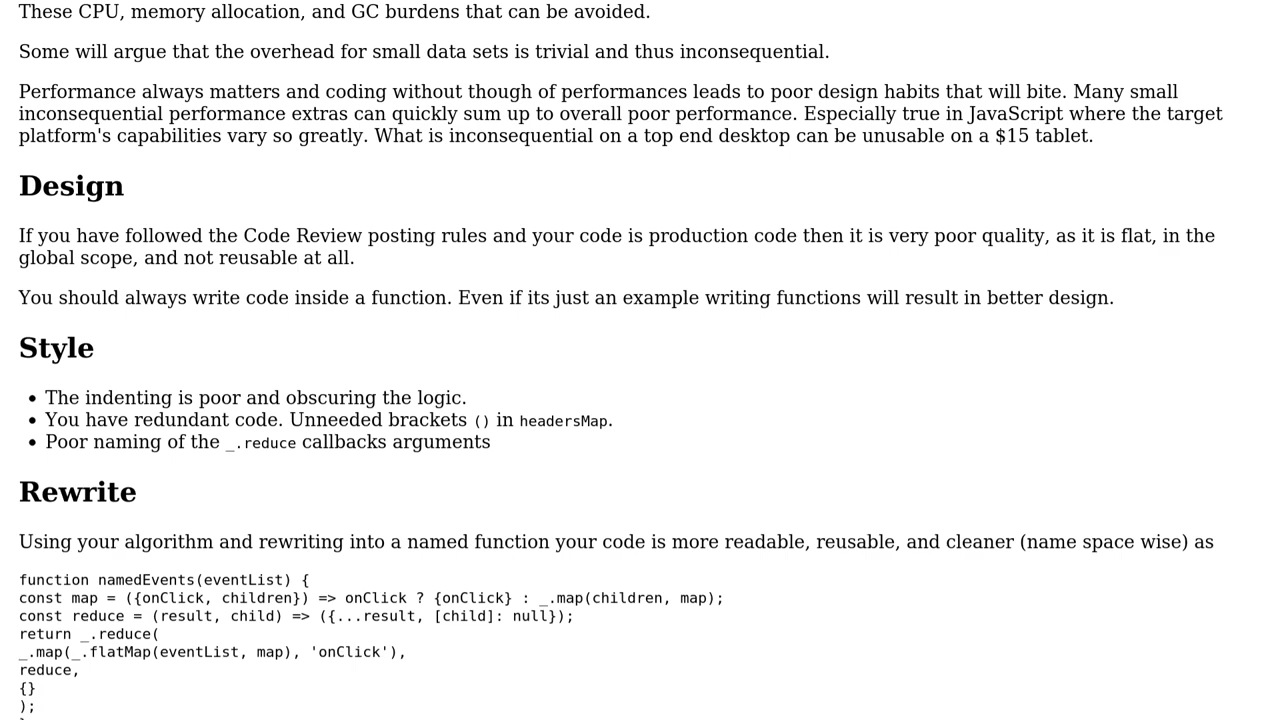 These CPU, memory allocation, and GC burdens that can be avoided.
Some will argue that the overhead for small data sets is trivial and thus inconsequential.
Performance always matters and coding without though of performances leads to poor design habits that will bite. Many small
inconsequential performance extras can quickly sum up to overall poor performance. Especially true in JavaScript where the target
platform's capabilities vary so greatly. What is inconsequential on a top end desktop can be unusable on a $15 tablet.
Design
If you have followed the Code Review posting rules and your code is production code then it is very poor quality, as it is flat, in the
global scope, and not reusable at all.
You should always write code inside a function. Even if its just an example writing functions will result in better design.
Style
• The indenting is poor and obscuring the logic.
• You have redundant code. Unneeded brackets () in headersMap.
• Poor naming of the _.reduce callbacks arguments
Rewrite
Using your algorithm and rewriting into a named function your code is more readable, reusable, and cleaner (name space wise) as
function namedEvents(eventList) {
const map = ({onClick, children}) => onClick ? {onClick} : _.map(children, map);
const reduce = (result, child) => ({...result, [child]: null});
return _.reduce(
_.map(_.flatMap(eventList, map), 'onClick'),
reduce,
{}
);